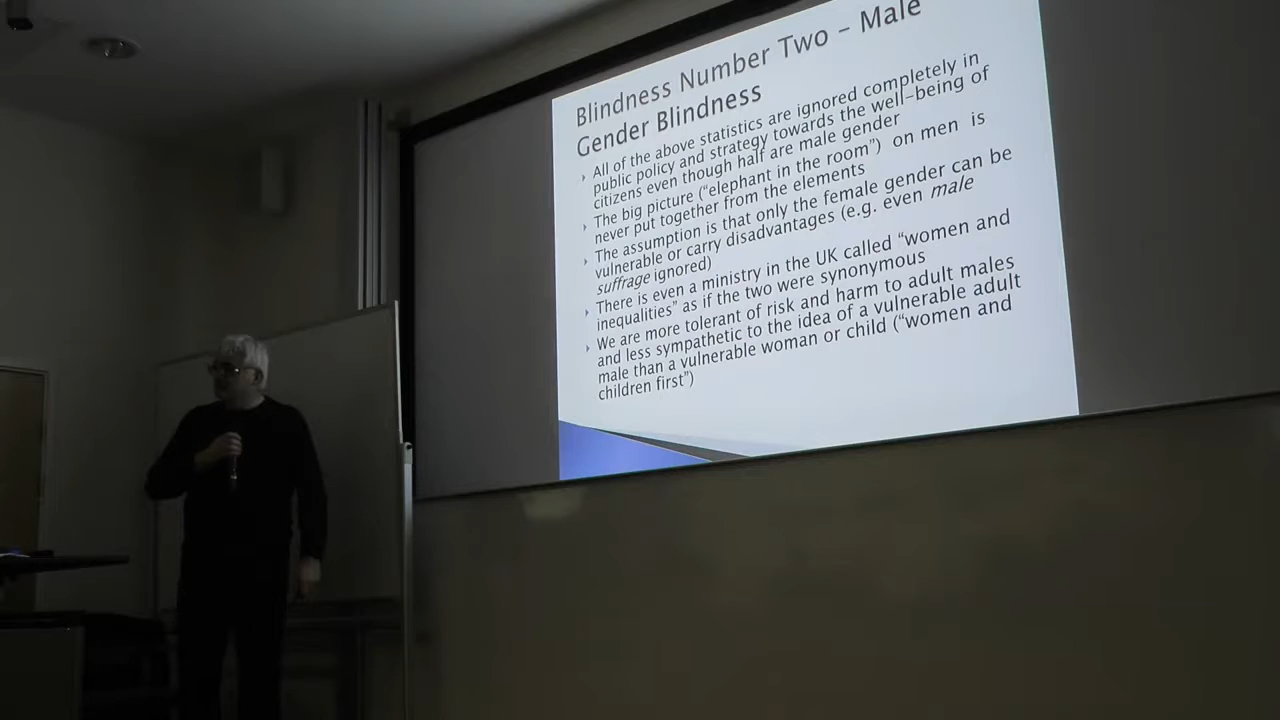 Blindness Number Two – Male
Gender Blindness
All of the above statistics are ignored completely in
public policy and strategy towards the well-being of
citizens even though half are male gender
The big picture (“elephant in the room”) on men is
never put together from the elements
The assumption is that only the female gender can be
vulnerable or carry disadvantages (e.g. even male
suffrage ignored)
There is even a ministry in the UK called “women and
inequalities” as if the two were synonymous
We are more tolerant of risk and harm to adult males
and less sympathetic to the idea of a vulnerable adult
male than a vulnerable woman or child (“women and
children first”)